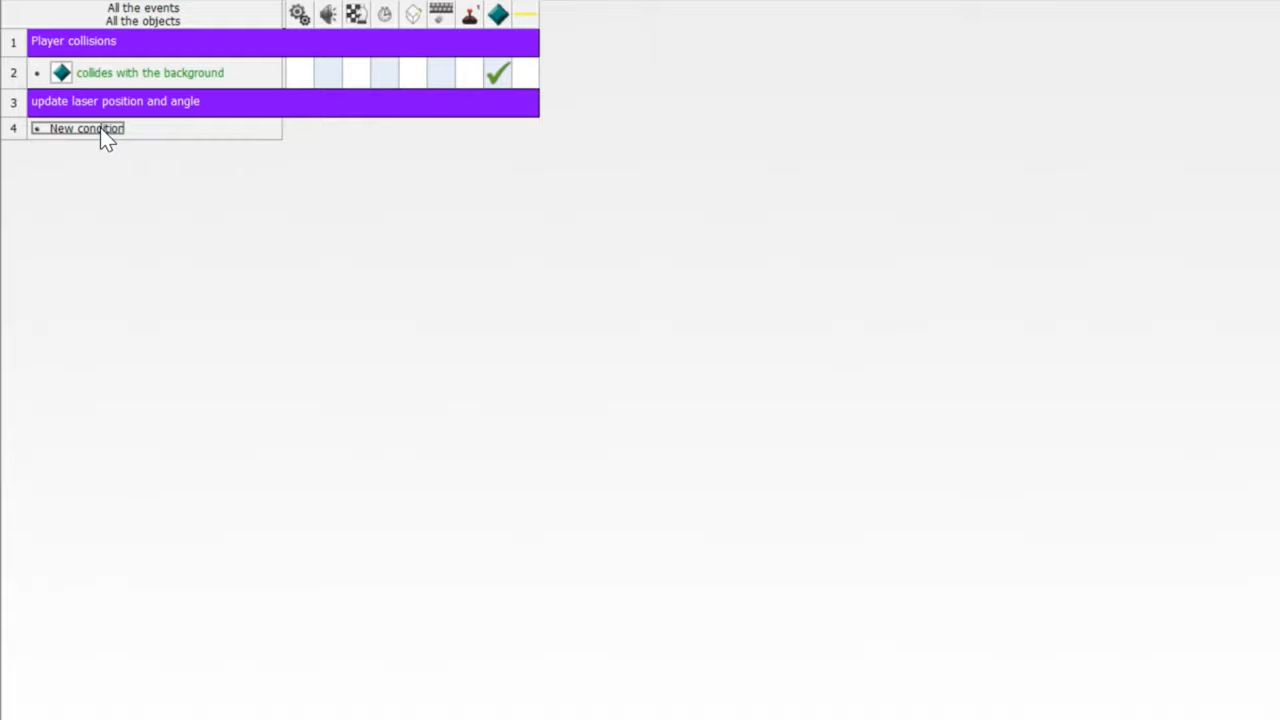 All the events
All the objects
1 Player collisions
2 • collides with the background
3 update laser position and angle
4 • New condition